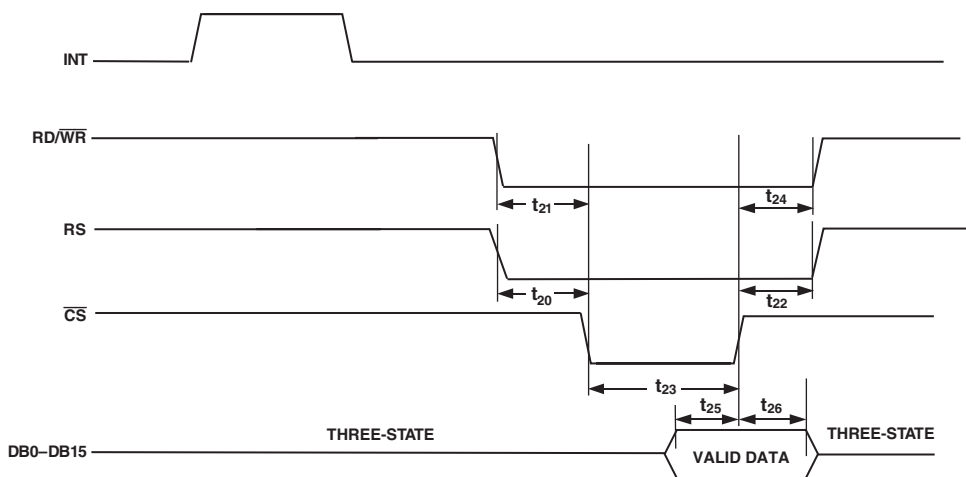 INT
RD/WR
t21
t24
RS
t20
t22
CS
t23
t25
t26
THREE-STATE
THREE-STATE
DB0–DB15
VALID DATA